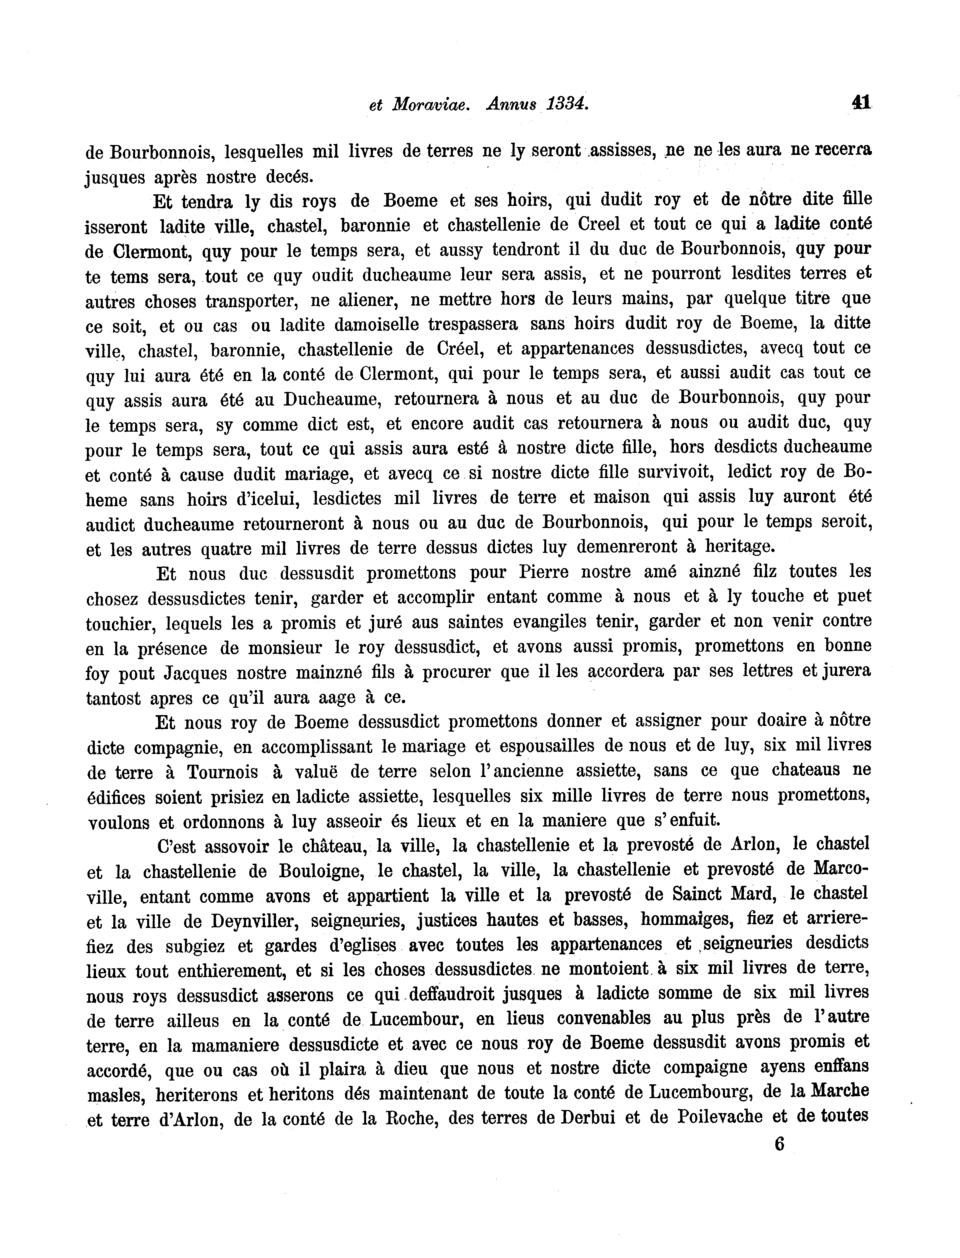 et Moraviae. Annus 1334. 41
de Bourbonnois, lesquelles mil livres de terres ne ly seront assisses, ne ne les aura ne recerra
jusques après nostre decés.
Et tendra ly dis roys de Boeme et ses hoirs, qui dudit roy et de nôtre dite fille
isseront ladite ville, chastel, baronnie et chastellenie de Creel et tout ce qui a ladite conté
de Clermont, quy pour le temps sera, et aussy tendront il du duc de Bourbonnois, quy pour
te tems sera, tout ce quy oudit ducheaume leur sera assis, et ne pourront lesdites terres et
autres choses transporter, ne aliener, ne mettre hors de leurs mains, par quelque titre que
ce soit, et ou cas ou ladite damoiselle trespassera sans hoirs dudit roy de Boeme, la ditte
ville, chastel, baronnie, chastellenie de Créel, et appartenances dessusdictes, avecq tout ce
quy lui aura été en la conté de Clermont, qui pour le temps sera, et aussi audit cas tout ce
quy assis aura été au Ducheaume, retournera à nous et au duc de Bourbonnois, quy pour
le temps sera, sy comme dict est, et encore audit cas retournera à nous ou audit duc, quy
pour le temps sera, tout ce qui assis aura esté à nostre dicte fille, hors desdicts ducheaume
et conté à cause dudit mariage, et avecq ce si nostre dicte fille survivoit, ledict roy de Bo-
heme sans hoirs d'icelui, lesdictes mil livres de terre et maison qui assis luy auront été
audict ducheaume retourneront à nous ou au duc de Bourbonnois, qui pour le temps seroit,
et les autres quatre mil livres de terre dessus dictes luy demenreront à heritage.
Et nous duc dessusdit promettons pour Pierre nostre amé ainzné filz toutes les
chosez dessusdictes tenir, garder et accomplir entant comme à nous et à ly touche et puet
touchier, lequels les a promis et juré aus saintes evangiles tenir, garder et non venir contre
en la présence de monsieur le roy dessusdict, et avons aussi promis, promettons en bonne
foy pout Jacques nostre mainzné fils à procurer que il les accordera par ses lettres et jurera
tantost apres ce qu'il aura aage à ce.
Et nous roy de Boeme dessusdict promettons donner et assigner pour doaire à nôtre
dicte compagnie, en accomplissant le mariage et espousailles de nous et de luy, six mil livres
de terre à Tournois à valuë de terre selon l'ancienne assiette, sans ce que chateaus ne
édifices soient prisiez en ladicte assiette, lesquelles six mille livres de terre nous promettons,
voulons et ordonnons à luy asseoir és lieux et en la maniere que s'enfuit.
C'est assovoir le château, la ville, la chastellenie et la prevosté de Arlon, le chastel
et la chastellenie de Bouloigne, le chastel, la ville, la chastellenie et prevosté de Marco-
ville, entant comme avons et appartient la ville et la prevosté de Sainct Mard, le chastel
et la ville de Deynviller, seigneuries, justices hautes et basses, hommaiges, fiez et arriere-
fiez des subgiez et gardes d'eglises avec toutes les appartenances et seigneuries desdicts
lieux tout enthierement, et si les choses dessusdictes ne montoient à six mil livres de terre,
nous roys dessusdict asserons ce qui deffaudroit jusques à ladicte somme de six mil livres
de terre ailleus en la conté de Lucembour, en lieus convenables au plus près de l'autre
terre, en la mamaniere dessusdicte et avec ce nous roy de Boeme dessusdit avons promis et
accordé, que ou cas où il plaira à dieu que nous et nostre dicte compaigne ayens enffans
masles, heriterons et heritons dés maintenant de toute la conté de Lucembourg, de la Marche
et terre d'Arlon, de la conté de la Roche, des terres de Derbui et de Poilevache et de toutes
6